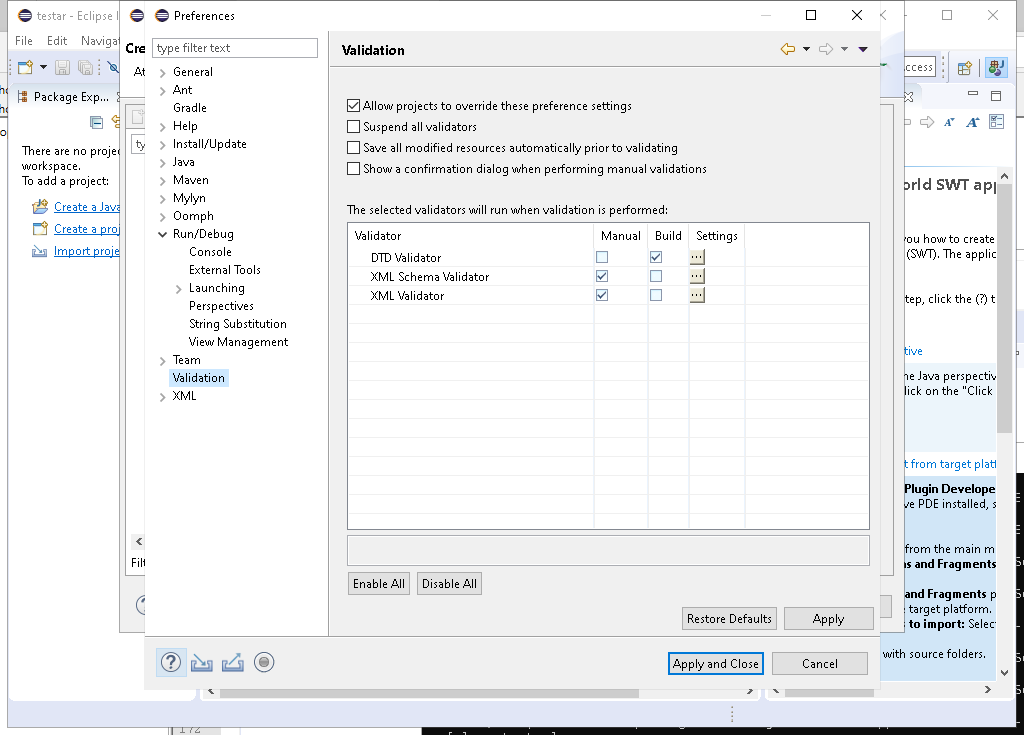 testar - Eclipse I
Preferences
File Edit Navigat
Cre
type filter text
Validation
At
ccess
General
Ant
Gradle
Help
Install/Update
Java
Maven
Mylyn
Oomph
Run/Debug
Console
External Tools
Launching
Perspectives
String Substitution
View Management
Team
Validation
XML
Package Exp...
There are no projec
workspace.
To add a project:
Create a Java
Create a proj
Import proje
ty
Filt
Allow projects to override these preference settings
Suspend all validators
Save all modified resources automatically prior to validating
Show a confirmation dialog when performing manual validations
The selected validators will run when validation is performed:
Validator Manual Build Settings
DTD Validator ...
XML Schema Validator ...
XML Validator ...
Enable All Disable All
Restore Defaults Apply
Apply and Close Cancel
orld SWT app
you how to create
(SWT). The applic
tep, click the (?) t
tive
he Java perspectiv
lick on the "Click
t from target platf
Plugin Develope
ve PDE installed, s
from the main m
ns and Fragments
and Fragments p
e target platform.
s to import: Selec
with source folders.
172